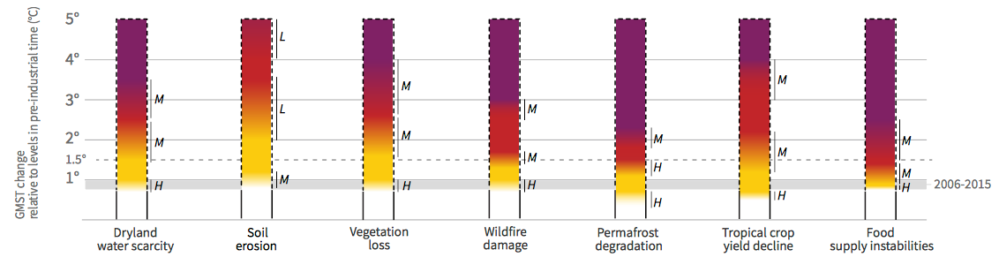 GMST change
relative to levels in pre-industrial time (°C)
5°
4°
3°
2°
1.5°
1°
M
M
H
L
L
M
M
M
H
M
M
H
M
H
H
M
M
H
M
M
H
2006-2015
Dryland
water scarcity
Soil
erosion
Vegetation
loss
Wildfire
damage
Permafrost
degradation
Tropical crop
yield decline
Food
supply instabilities